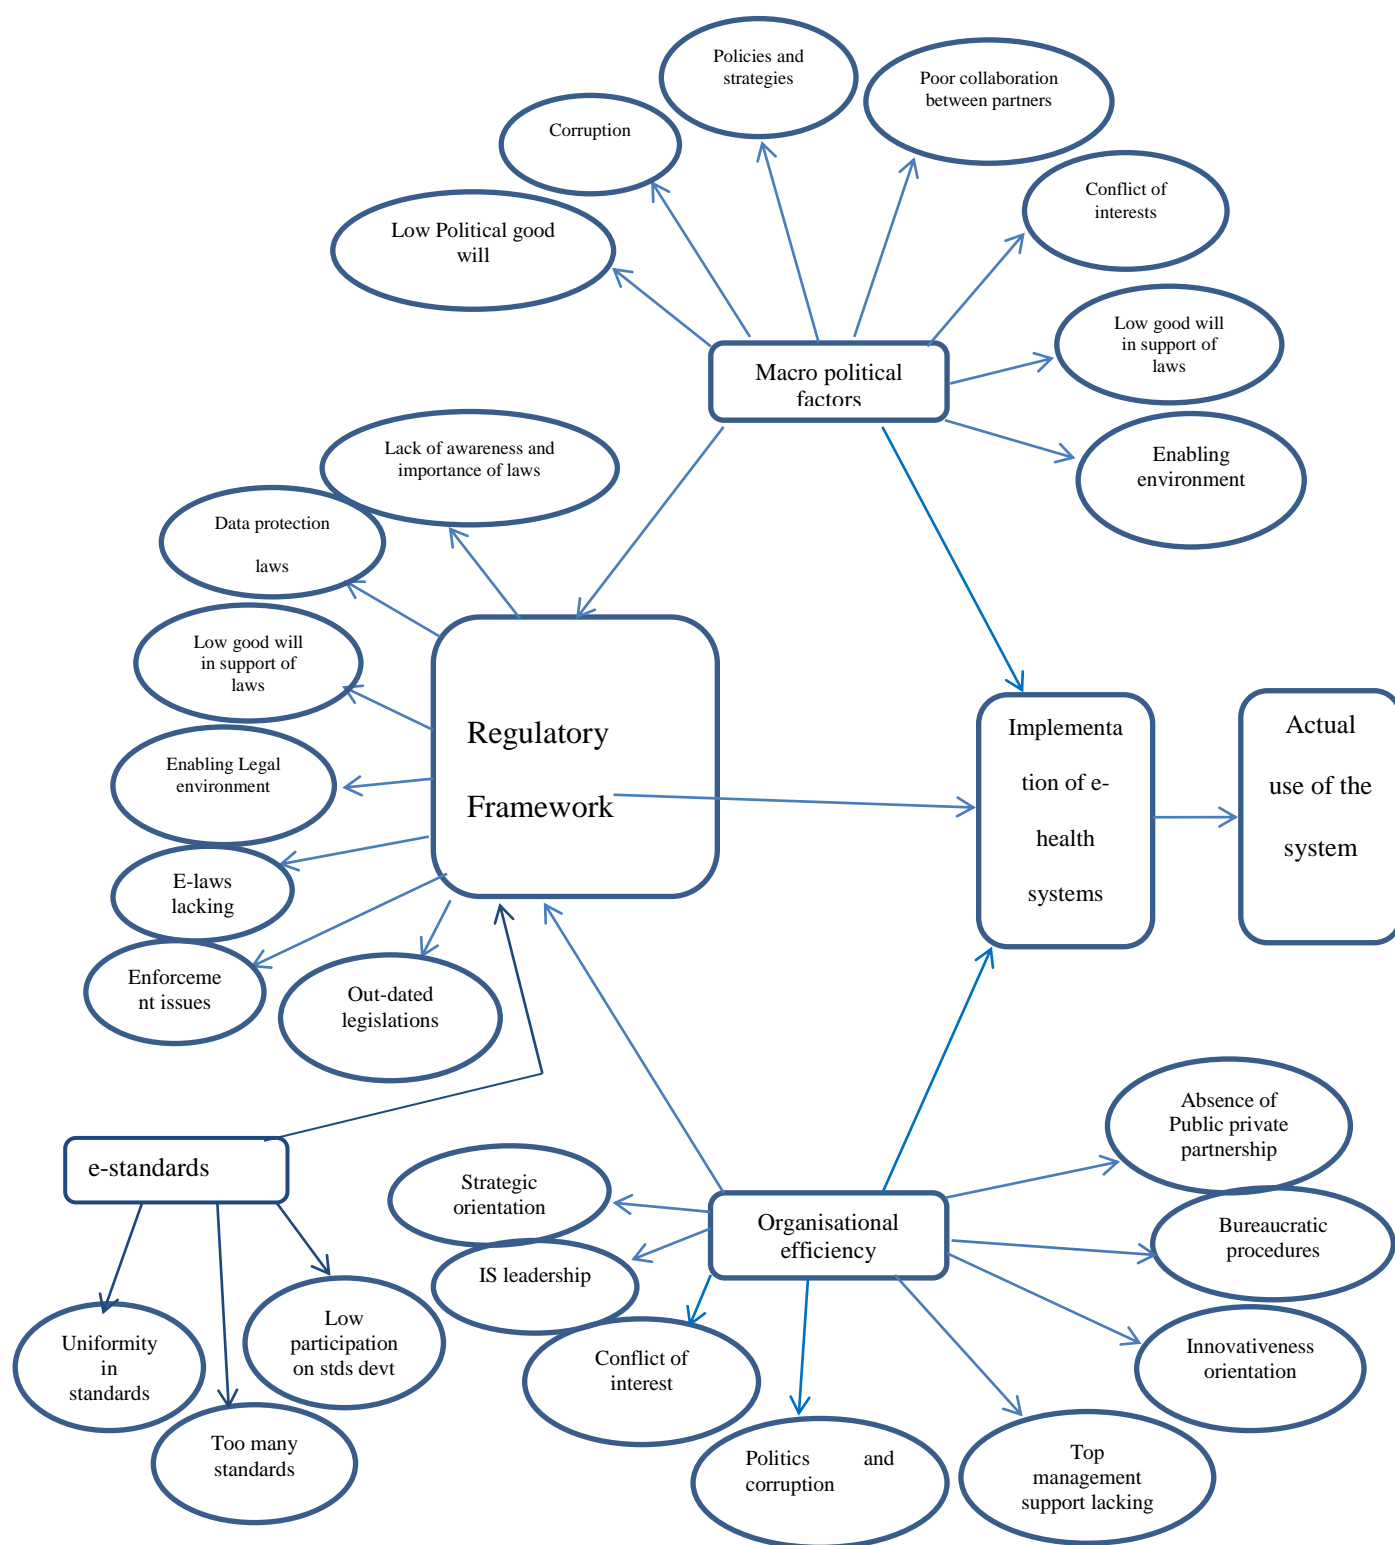 Policies and
strategies
Poor collaboration
between partners
Corruption
Conflict of
interests
Low Political good
will
Low good will
in support of
laws
Macro political
factors
Enabling
environment
Lack of awareness and
importance of laws
Data protection
laws
Low good will
in support of
laws
Enabling Legal
environment
E-laws
lacking
Enforceme
nt issues
Out-dated
legislations
Regulatory
Framework
Implementa
tion of e-
health
systems
Actual
use of the
system
e-standards
Uniformity
in
standards
Too many
standards
Low
participation
on stds devt
Strategic
orientation
IS leadership
Conflict of
interest
Organisational
efficiency
Politics and
corruption
Top
management
support lacking
Absence of
Public private
partnership
Bureaucratic
procedures
Innovativeness
orientation